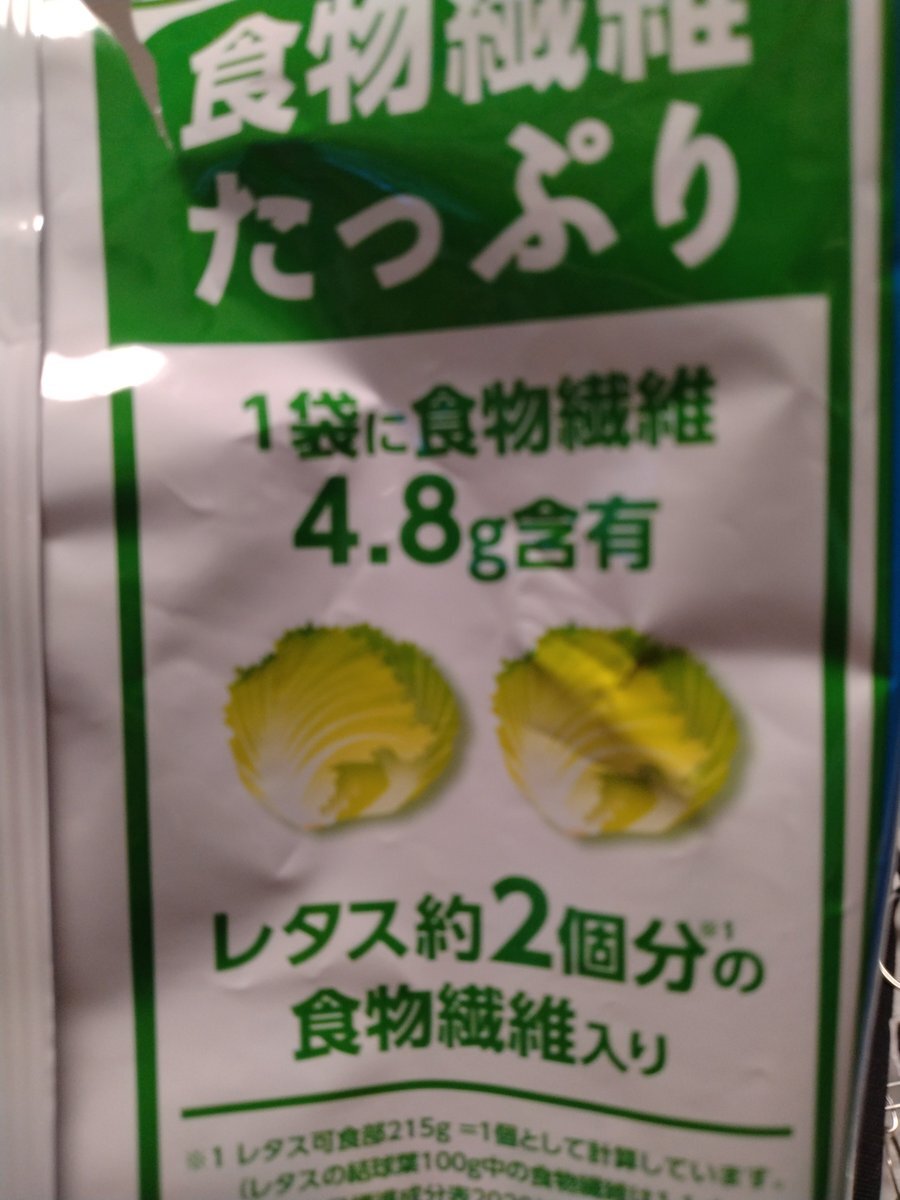 食物繊維
たっぷり
1袋に食物繊維
4.8g含有
レタス約2個分※1の
食物繊維入り
※1 レタス可食部215g =1個として計算しています。
(レタスの結球葉100g中の食物繊維は